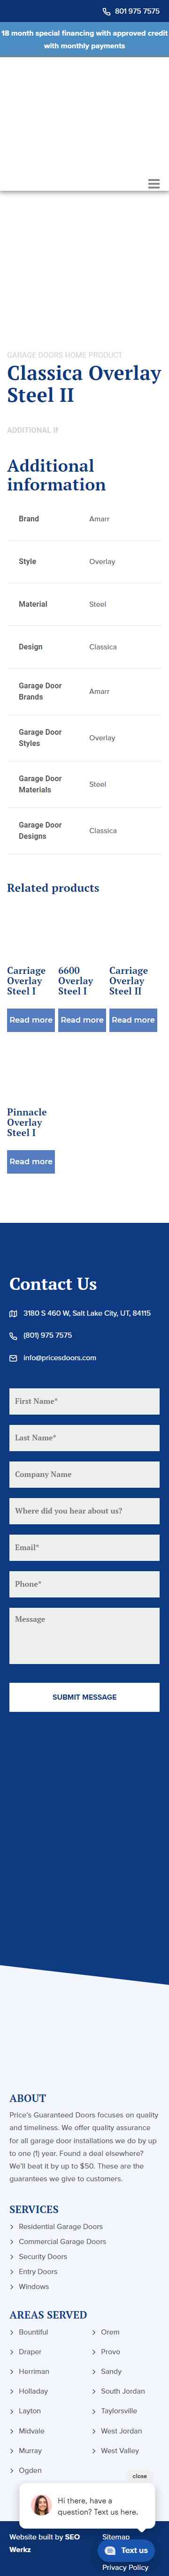 801 975 7575
18 month special financing with approved credit
with monthly payments
GARAGE DOORS HOME PRODUCT
Classica Overlay
Steel II
ADDITIONAL IN
Additional
information
Brand Amarr
Style Overlay
Material Steel
Design Classica
Garage Door
Brands
Amarr
Garage Door
Styles
Overlay
Garage Door
Materials
Steel
Garage Door
Designs
Classica
Related products
Carriage
Overlay
Steel I
Read more
6600
Overlay
Steel I
Read more
Carriage
Overlay
Steel II
Read more
Pinnacle
Overlay
Steel I
Read more
Contact Us
3180 S 460 W, Salt Lake City, UT, 84115
(801) 975 7575
info@pricesdoors.com
First Name*
Last Name*
Company Name
Where did you hear about us?
Email*
Phone*
Message
SUBMIT MESSAGE
ABOUT
Price's Guaranteed Doors focuses on quality
and timeliness. We offer quality assurance
for all garage door installations we do by up
to one (1) year. Found a deal elsewhere?
We'll beat it by up to $50. These are the
guarantees we give to customers.
SERVICES
Residential Garage Doors
Commercial Garage Doors
Security Doors
Entry Doors
Windows
AREAS SERVED
Bountiful
Draper
Herriman
Holladay
Layton
Midvale
Murray
Ogden
Orem
Provo
Sandy
South Jordan
Taylorsville
West Jordan
West Valley
close
Hi there, have a
question? Text us here.
Website built by SEO
Werkz
Sitemap
Text us
Privacy Policy